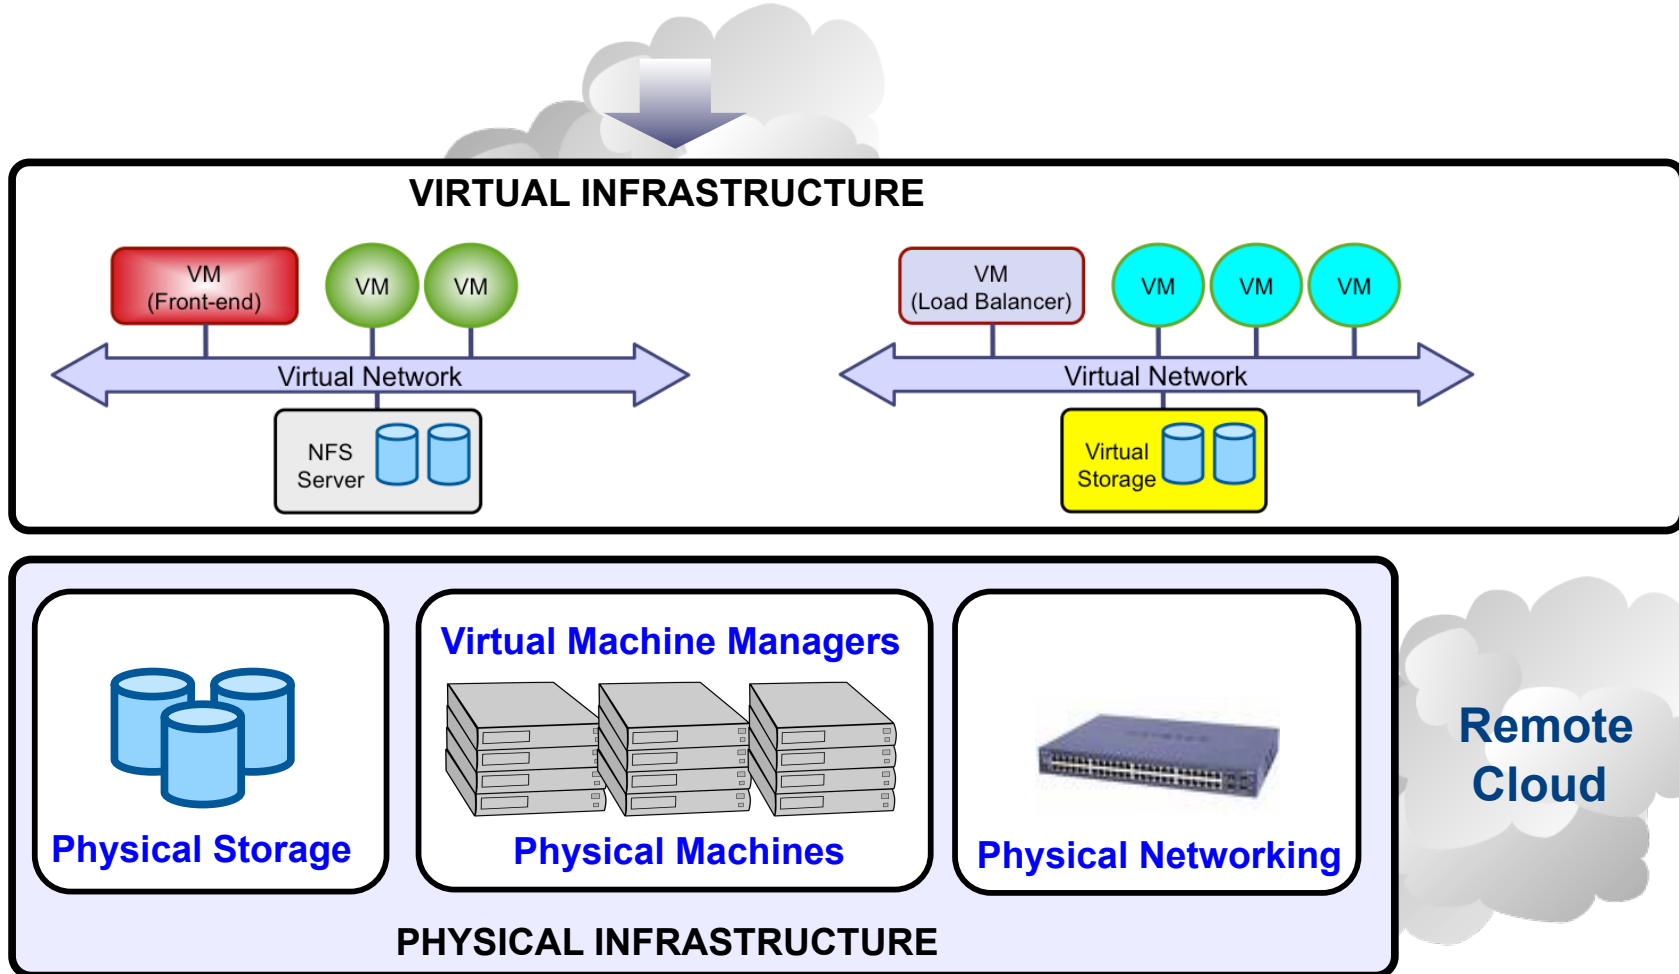 VIRTUAL INFRASTRUCTURE
VM
(Front-end)
VM
VM
Virtual Network
NFS
Server
VM
(Load Balancer)
VM
VM
VM
Virtual Network
Virtual
Storage
Physical Storage
Virtual Machine Managers
Physical Machines
Physical Networking
PHYSICAL INFRASTRUCTURE
Remote
Cloud